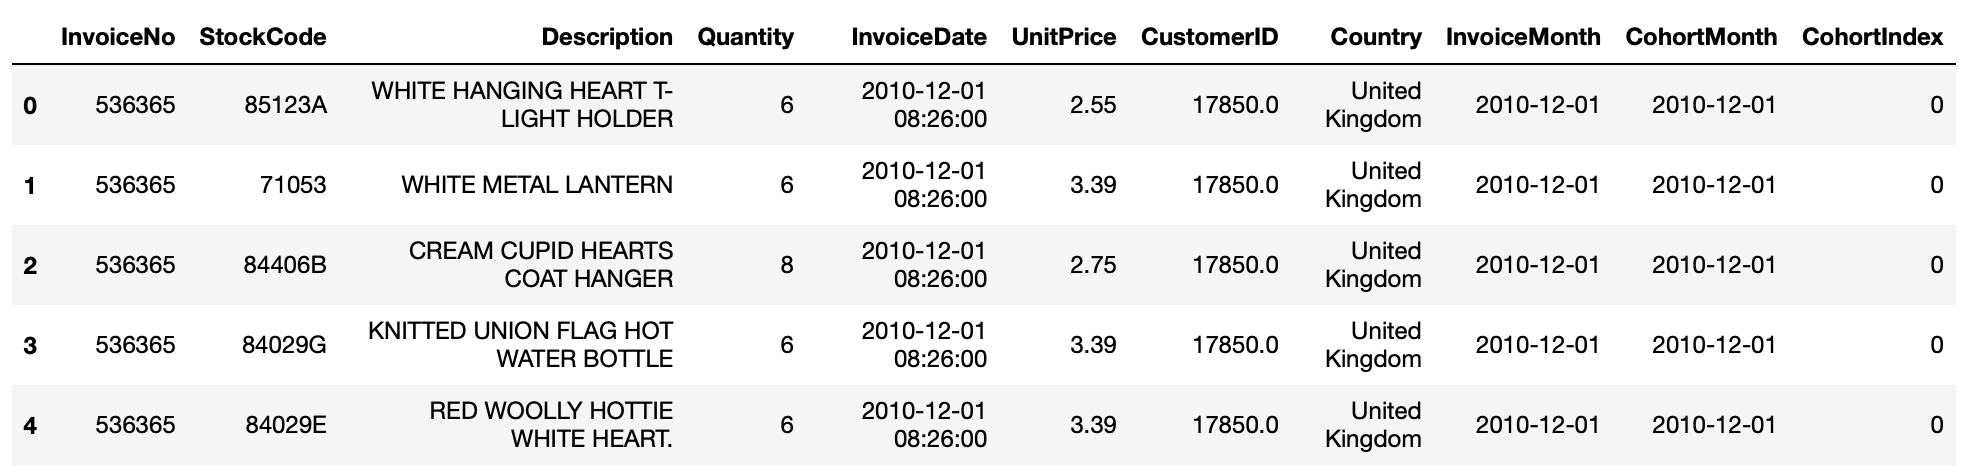 InvoiceNo StockCode Description Quantity InvoiceDate UnitPrice CustomerID Country InvoiceMonth CohortMonth CohortIndex
0 536365 85123A WHITE HANGING HEART T-LIGHT HOLDER 6 2010-12-01 08:26:00 2.55 17850.0 United Kingdom 2010-12-01 2010-12-01 0
1 536365 71053 WHITE METAL LANTERN 6 2010-12-01 08:26:00 3.39 17850.0 United Kingdom 2010-12-01 2010-12-01 0
2 536365 84406B CREAM CUPID HEARTS COAT HANGER 8 2010-12-01 08:26:00 2.75 17850.0 United Kingdom 2010-12-01 2010-12-01 0
3 536365 84029G KNITTED UNION FLAG HOT WATER BOTTLE 6 2010-12-01 08:26:00 3.39 17850.0 United Kingdom 2010-12-01 2010-12-01 0
4 536365 84029E RED WOOLLY HOTTIE WHITE HEART. 6 2010-12-01 08:26:00 3.39 17850.0 United Kingdom 2010-12-01 2010-12-01 0